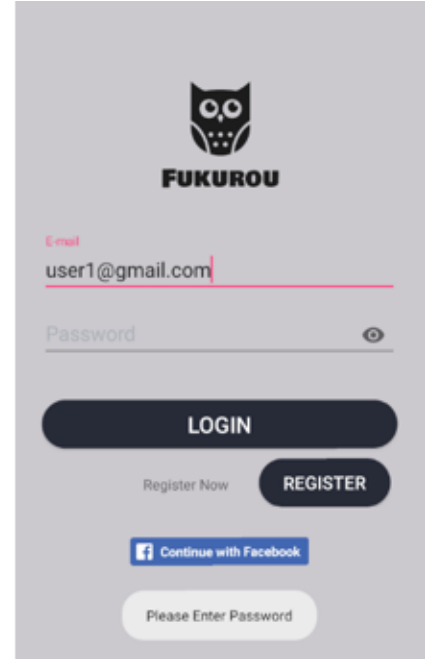 FUKUROU
E-mail
user1@gmail.com
Password
LOGIN
Register Now
REGISTER
Continue with Facebook
Please Enter Password